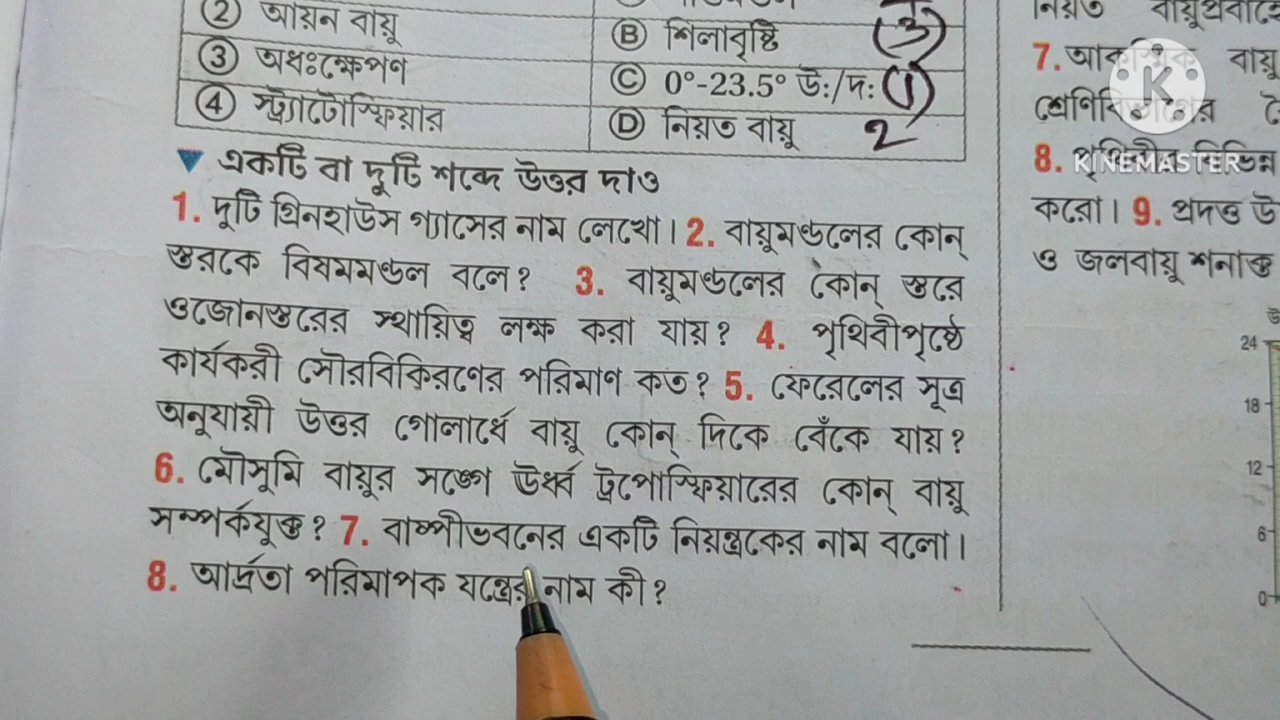 ② আয়ন বায়ু
Ⓑ শিলাবৃষ্টি (3)
③ অধঃক্ষেপণ
Ⓒ 0°-23.5° উ:/দ: (1)
④ স্ট্র্যাটোস্ফিয়ার
Ⓓ নিয়ত বায়ু 2
▼ একটি বা দুটি শব্দে উত্তর দাও
1. দুটি গ্রিনহাউস গ্যাসের নাম লেখো। 2. বায়ুমণ্ডলের কোন্
স্তরকে বিষমমণ্ডল বলে? 3. বায়ুমণ্ডলের কোন্ স্তরে
ওজোনস্তরের স্থায়িত্ব লক্ষ করা যায়? 4. পৃথিবীপৃষ্ঠে
কার্যকরী সৌরবিকিরণের পরিমাণ কত? 5. ফেরেলের সূত্র
অনুযায়ী উত্তর গোলার্ধে বায়ু কোন্ দিকে বেঁকে যায়?
6. মৌসুমি বায়ুর সঙ্গে ঊর্ধ্ব ট্রপোস্ফিয়ারের কোন্ বায়ু
সম্পর্কযুক্ত? 7. বাষ্পীভবনের একটি নিয়ন্ত্রকের নাম বলো।
8. আর্দ্রতা পরিমাপক যন্ত্রের নাম কী?
নিয়ত
7. বায়ু
8. পৃথিবীর বিভিন্ন
করো। 9. প্রদত্ত
ও জলবায়ু শনাক্ত
24
18
12
6
0
K
KINEMASTER